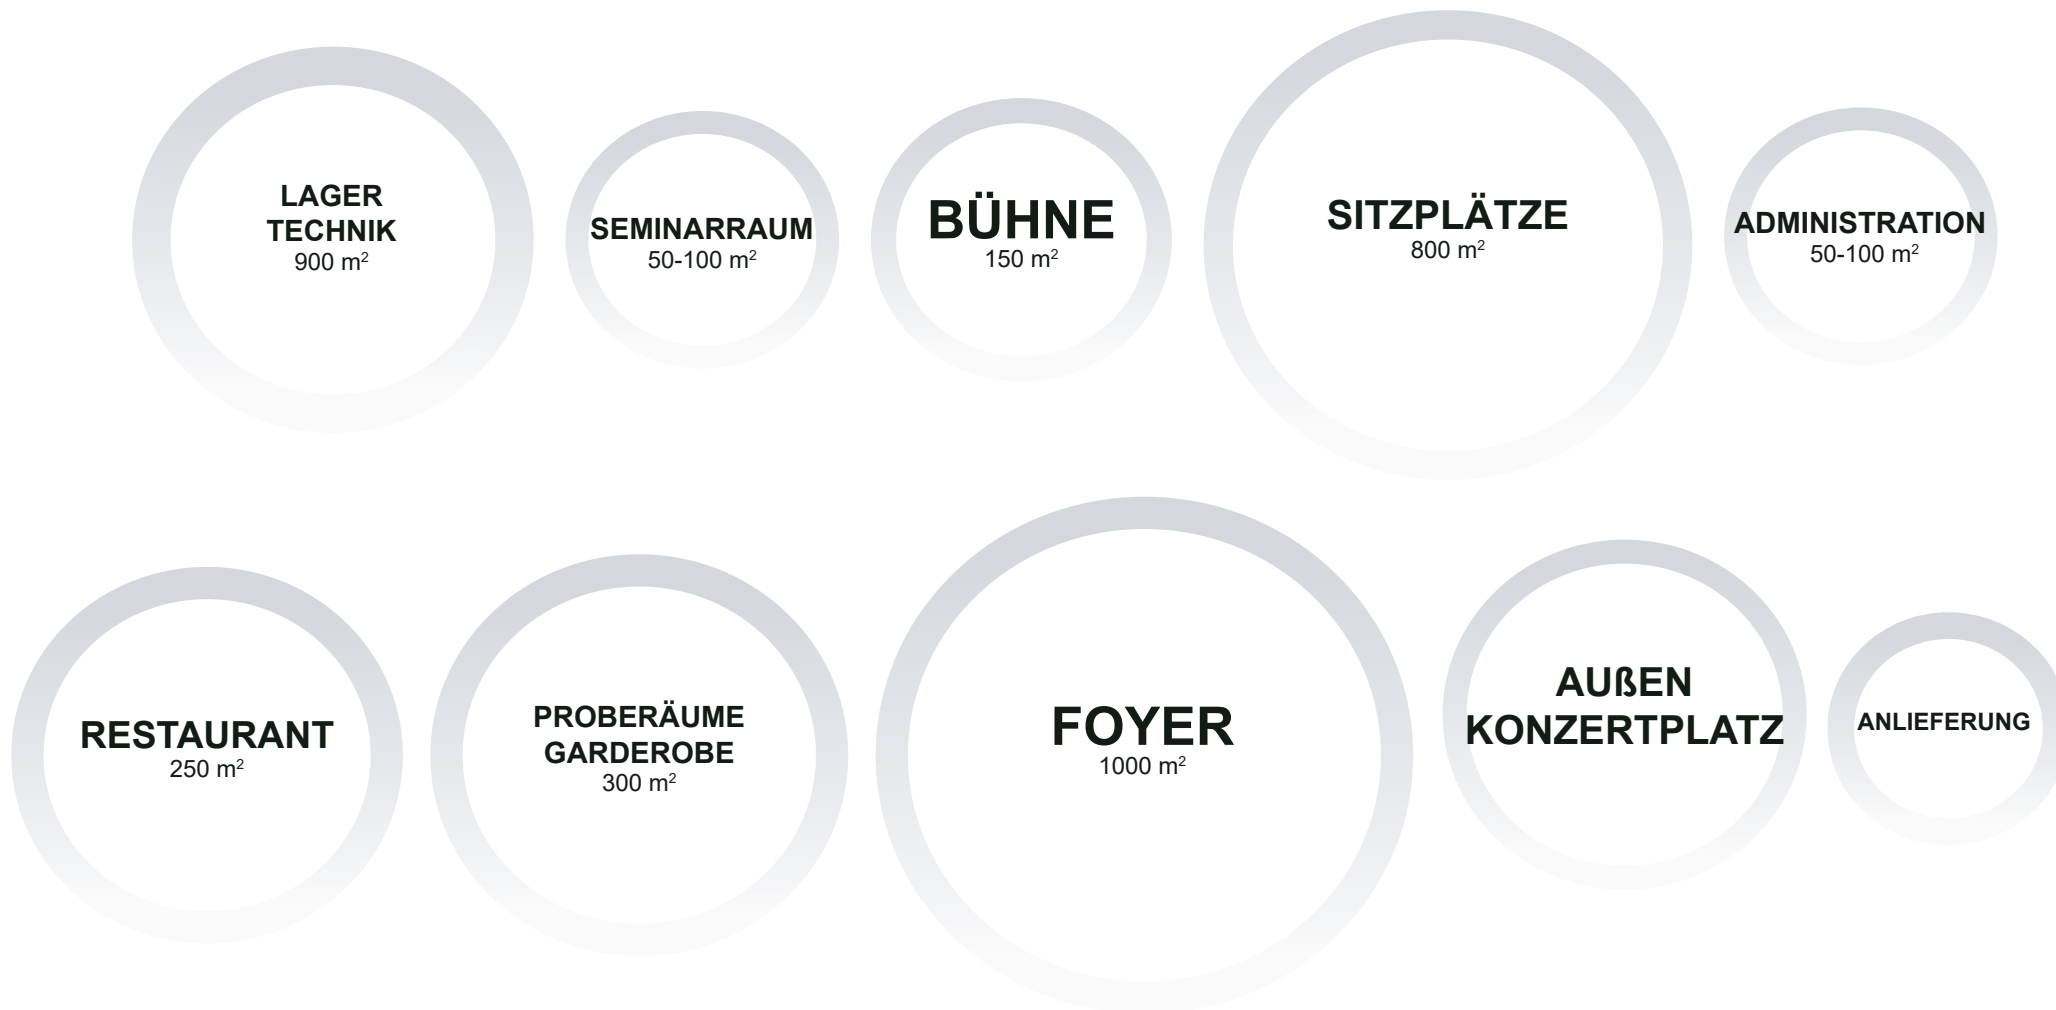 LAGER
TECHNIK
900 m²
SEMINARRAUM
50-100 m²
BÜHNE
150 m²
SITZPLÄTZE
800 m²
ADMINISTRATION
50-100 m²
RESTAURANT
250 m²
PROBERÄUME
GARDEROBE
300 m²
FOYER
1000 m²
AUßEN
KONZERTPLATZ
ANLIEFERUNG